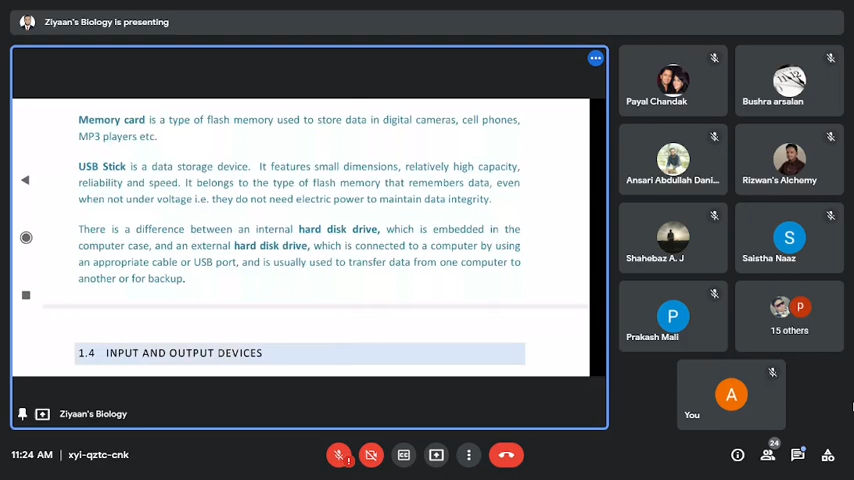 Ziyaan's Biology is presenting
Memory card is a type of flash memory used to store data in digital cameras, cell phones,
MP3 players etc.
USB Stick is a data storage device. It features small dimensions, relatively high capacity,
reliability and speed. It belongs to the type of flash memory that remembers data, even
when not under voltage i.e. they do not need electric power to maintain data integrity.
There is a difference between an internal hard disk drive, which is embedded in the
computer case, and an external hard disk drive, which is connected to a computer by using
an appropriate cable or USB port, and is usually used to transfer data from one computer to
another or for backup.
1.4 INPUT AND OUTPUT DEVICES
Ziyaan's Biology
Payal Chandak
Bushra arsalan
Ansari Abdullah Dani...
Rizwan's Alchemy
Shahebaz A. J
S
Saistha Naaz
P
Prakash Mali
p
15 others
A
You
11:24 AM | xyi-qztc-cnk
24